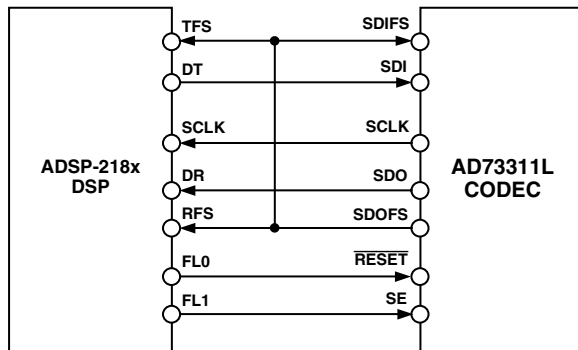 TFS SDIFS
DT SDI
SCLK SCLK
ADSP-218x
DSP
DR SDO
AD73311L
CODEC
RFS SDOFS
FL0 RESET
FL1 SE